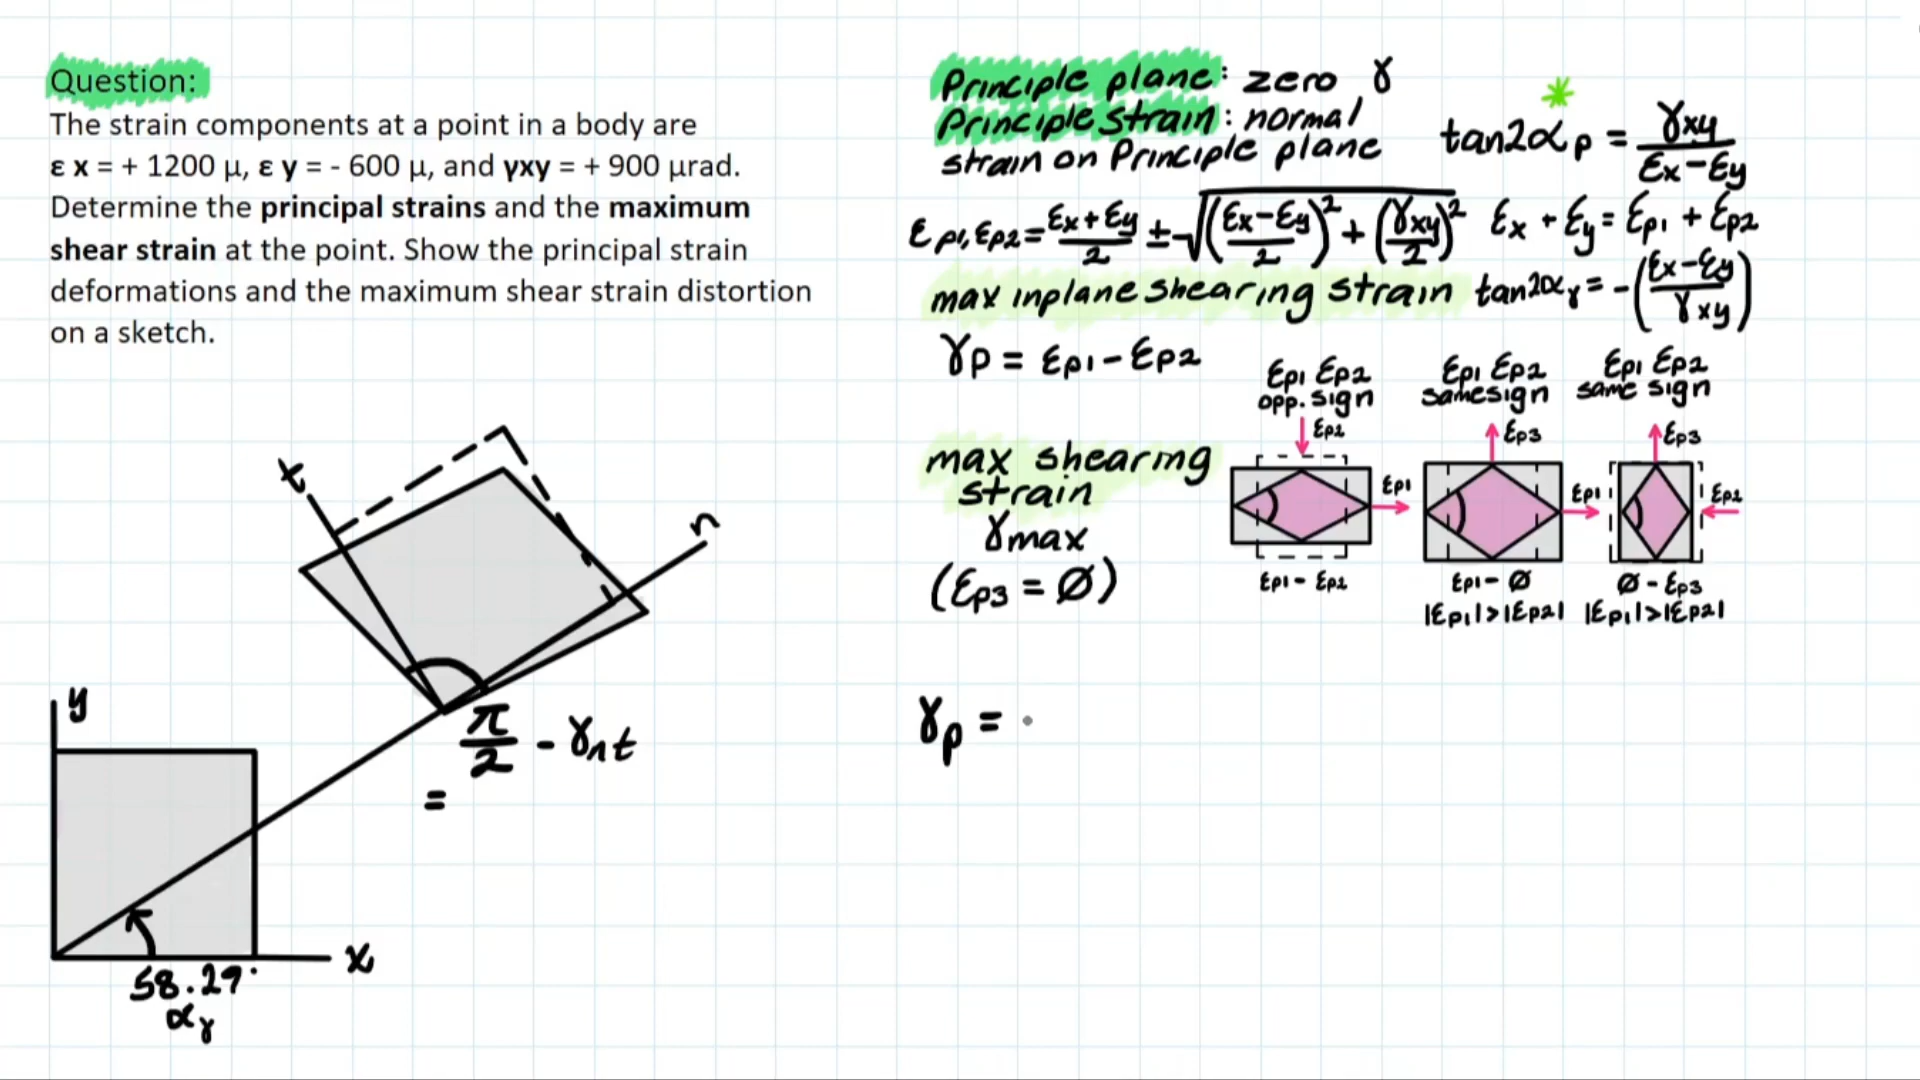 Question:
The strain components at a point in a body are
ε x = + 1200 μ, ε y = - 600 μ, and γxy = + 900 μrad.
Determine the principal strains and the maximum
shear strain at the point. Show the principal strain
deformations and the maximum shear strain distortion
on a sketch.
Principle plane: zero γ
Principle strain: normal
strain on Principle plane
*
tan2αp = γxy / εx-εy
εp1, εp2 = εx+εy / 2 ± √(εx-εy / 2)² + (γxy / 2)²
εx + εy = εp1 + εp2
max inplane shearing strain
tan2αγ = -(εx-εy / γxy)
γp = εp1 - εp2
εp1 εp2
opp. sign
εp2
εp1
εp1 - εp2
εp1 εp2
same sign
εp3
εp1
εp1 - Ø
|εp1|>|εp2|
εp1 εp2
same sign
εp3
εp2
Ø - εp3
|εp1|>|εp2|
max shearing
strain
γmax
(εp3 = Ø)
γp =
t
n
π/2 - γnt
=
y
x
58.29°
αγ